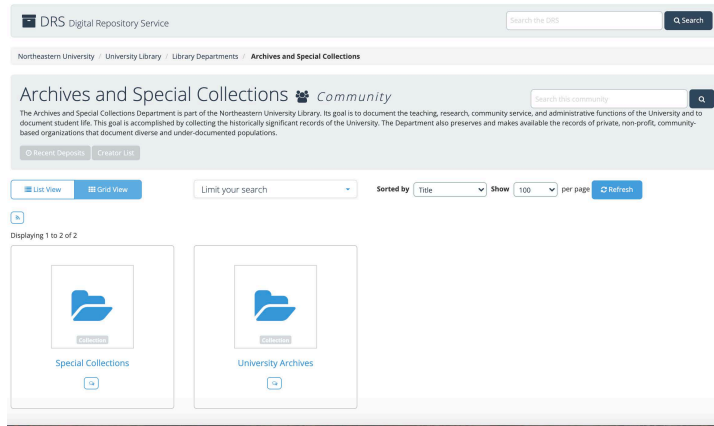 DRS Digital Repository Service
Search the DRS
Search
Northeastern University / University Library / Library Departments / Archives and Special Collections
Archives and Special Collections Community
Search this community
The Archives and Special Collections Department is part of the Northeastern University Library. Its goal is to document the teaching, research, community service, and administrative functions of the University and to
document student life. This goal is accomplished by collecting the historically significant records of the University. The Department also preserves and makes available the records of private, non-profit, community-
based organizations that document diverse and under-documented populations.
Recent Deposits Creator List
List View Grid View Limit your search Sorted by Title Show 100 per page Refresh
Displaying 1 to 2 of 2
Collection Collection
Special Collections University Archives